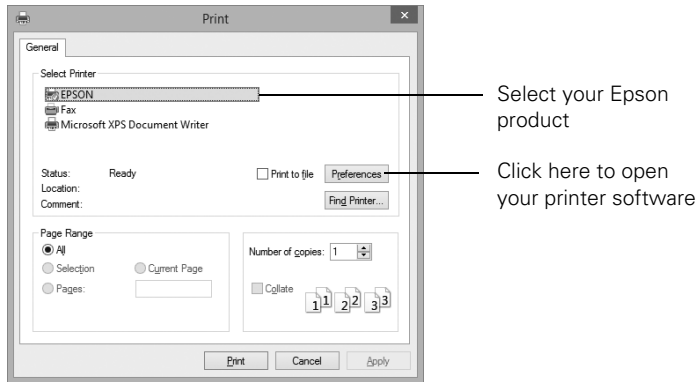 Print
General
Select Printer
EPSON
Fax
Microsoft XPS Document Writer
Status: Ready
Location:
Comment:
Print to file
Preferences
Find Printer...
Page Range
All
Selection
Current Page
Pages:
Number of copies: 1
Collate
1 1 2 2 3 3
Print
Cancel
Apply
Select your Epson
product
Click here to open
your printer software